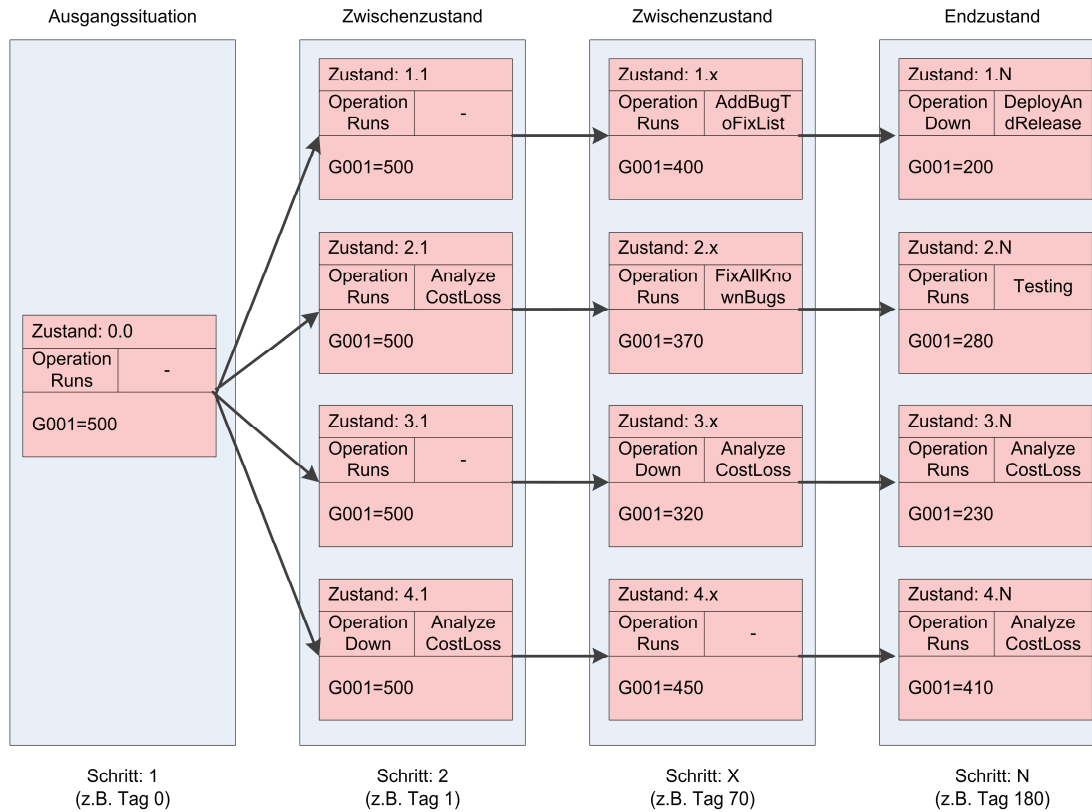 Ausgangssituation
Zwischenzustand
Zwischenzustand
Endzustand
Zustand: 0.0
Operation
Runs
-
G001=500
Zustand: 1.1
Operation
Runs
-
G001=500
Zustand: 2.1
Operation
Runs
Analyze
CostLoss
G001=500
Zustand: 3.1
Operation
Runs
-
G001=500
Zustand: 4.1
Operation
Down
Analyze
CostLoss
G001=500
Zustand: 1.x
Operation
Runs
AddBugT
oFixList
G001=400
Zustand: 2.x
Operation
Runs
FixAllKno
wnBugs
G001=370
Zustand: 3.x
Operation
Down
Analyze
CostLoss
G001=320
Zustand: 4.x
Operation
Runs
-
G001=450
Zustand: 1.N
Operation
Down
DeployAn
dRelease
G001=200
Zustand: 2.N
Operation
Runs
Testing
G001=280
Zustand: 3.N
Operation
Runs
Analyze
CostLoss
G001=230
Zustand: 4.N
Operation
Runs
Analyze
CostLoss
G001=410
Schritt: 1
(z.B. Tag 0)
Schritt: 2
(z.B. Tag 1)
Schritt: X
(z.B. Tag 70)
Schritt: N
(z.B. Tag 180)